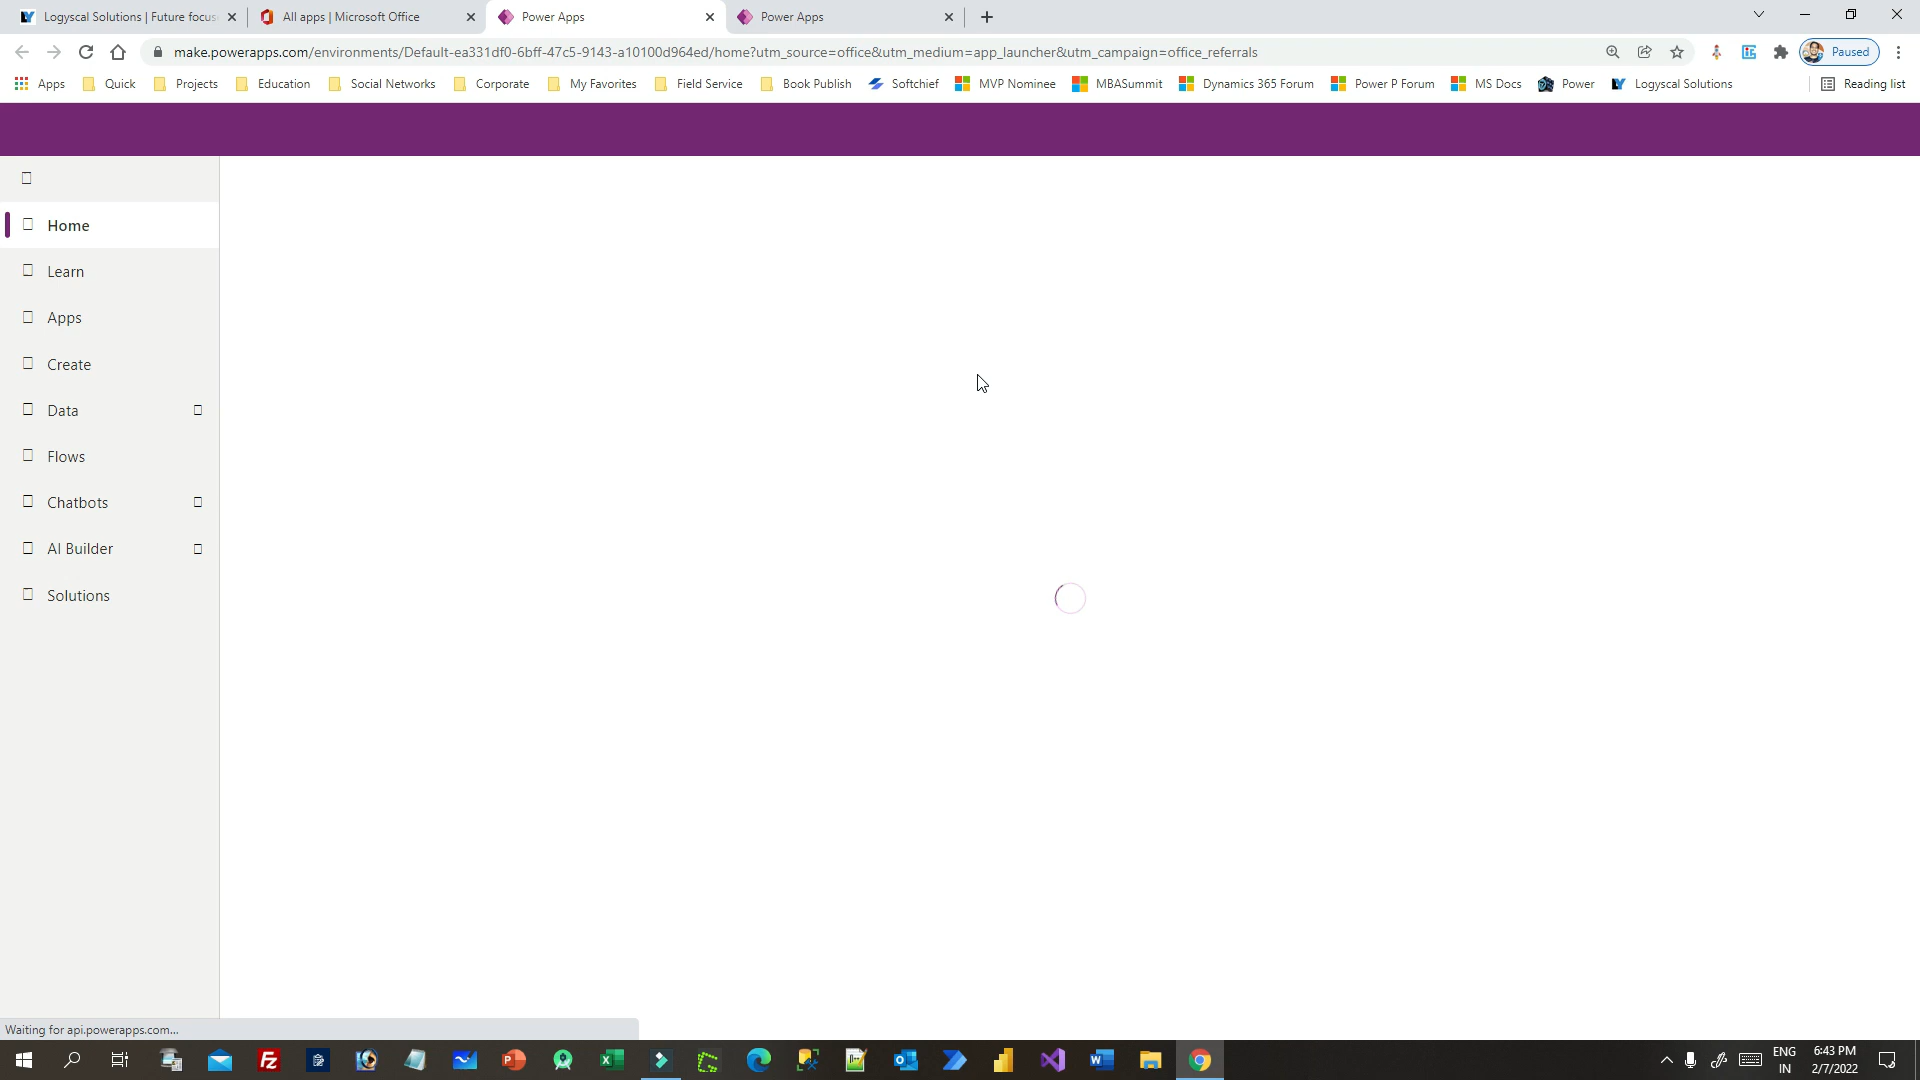 Logyscal Solutions | Future focus
All apps | Microsoft Office
Power Apps
Power Apps
make.powerapps.com/environments/Default-ea331df0-6bff-47c5-9143-a10100d964ed/home?utm_source=office&utm_medium=app_launcher&utm_campaign=office_referrals
Paused
Apps
Quick
Projects
Education
Social Networks
Corporate
My Favorites
Field Service
Book Publish
Softchief
MVP Nominee
MBASummit
Dynamics 365 Forum
Power P Forum
MS Docs
Power
Logyscal Solutions
Reading list
Home
Learn
Apps
Create
Data
Flows
Chatbots
AI Builder
Solutions
Waiting for api.powerapps.com...
ENG
IN
6:43 PM
2/7/2022